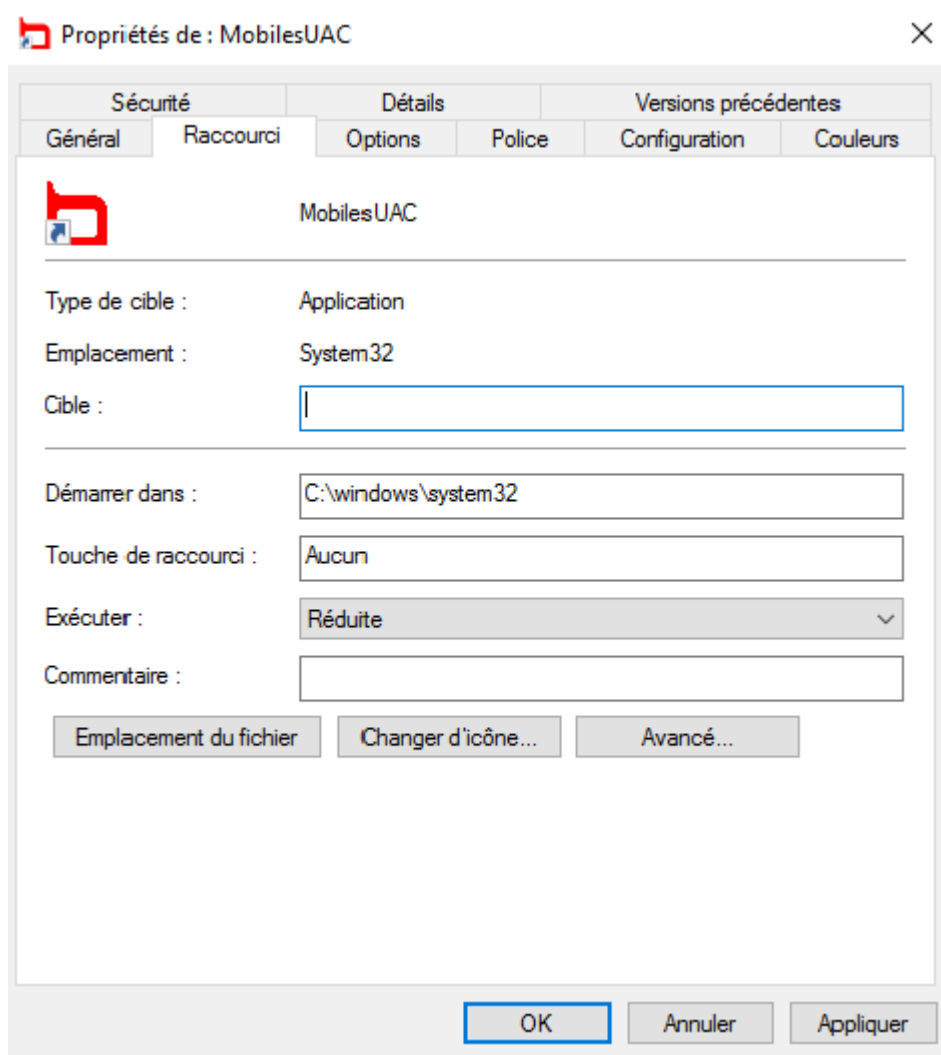 Propriétés de : MobilesUAC
Sécurité Détails Versions précédentes
Général Raccourci Options Police Configuration Couleurs
MobilesUAC
Type de cible : Application
Emplacement : System32
Cible :
Démarrer dans : C:\windows\system32
Touche de raccourci : Aucun
Exécuter : Réduite
Commentaire :
Emplacement du fichier Changer d'icône... Avancé...
OK Annuler Appliquer